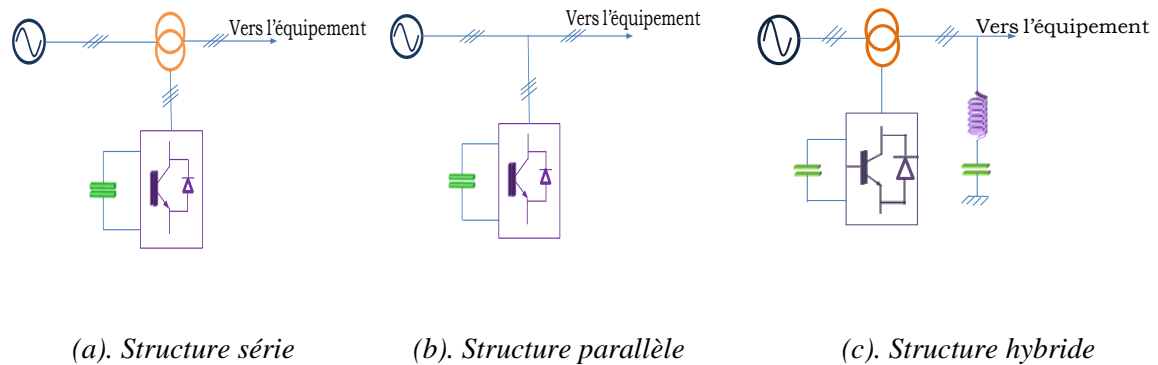 Vers l'équipement
Vers l'équipement
Vers l'équipement
(a). Structure série
(b). Structure parallèle
(c). Structure hybride